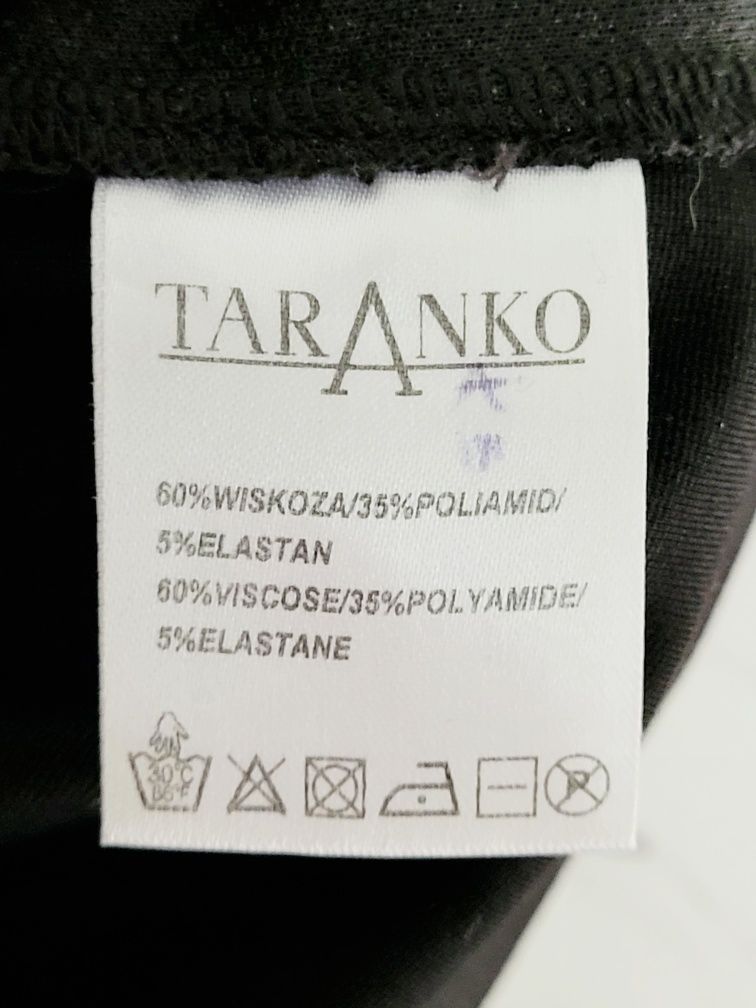 TARANKO
60%WISKOZA/35%POLIAMID/
5%ELASTAN
60%VISCOSE/35%POLYAMIDE/
5%ELASTANE
30°C
86°F
P